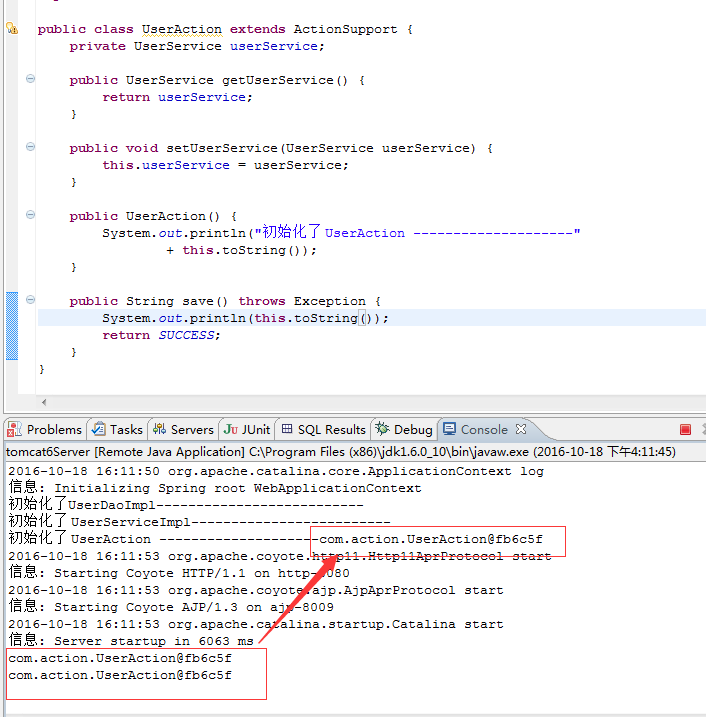 public class UserAction extends ActionSupport {
private UserService userService;
public UserService getUserService() {
return userService;
}
public void setUserService(UserService userService) {
this.userService = userService;
}
public UserAction() {
System.out.println("初始化了UserAction --------------------"
+ this.toString());
}
public String save() throws Exception {
System.out.println(this.toString());
return SUCCESS;
}
}
Problems Tasks Servers JUnit SQL Results Debug Console
tomcat6Server [Remote Java Application] C:\Program Files (x86)\jdk1.6.0_10\bin\javaw.exe (2016-10-18 下午4:11:45)
2016-10-18 16:11:50 org.apache.catalina.core.ApplicationContext log
信息: Initializing Spring root WebApplicationContext
初始化了UserDaoImpl--------------------------
初始化了UserServiceImpl-------------------------
初始化了UserAction --------------------com.action.UserAction@fb6c5f
2016-10-18 16:11:53 org.apache.coyote.http11.Http11AprProtocol start
信息: Starting Coyote HTTP/1.1 on http-8080
2016-10-18 16:11:53 org.apache.coyote.ajp.AjpAprProtocol start
信息: Starting Coyote AJP/1.3 on ajp-8009
2016-10-18 16:11:53 org.apache.catalina.startup.Catalina start
信息: Server startup in 6063 ms
com.action.UserAction@fb6c5f
com.action.UserAction@fb6c5f